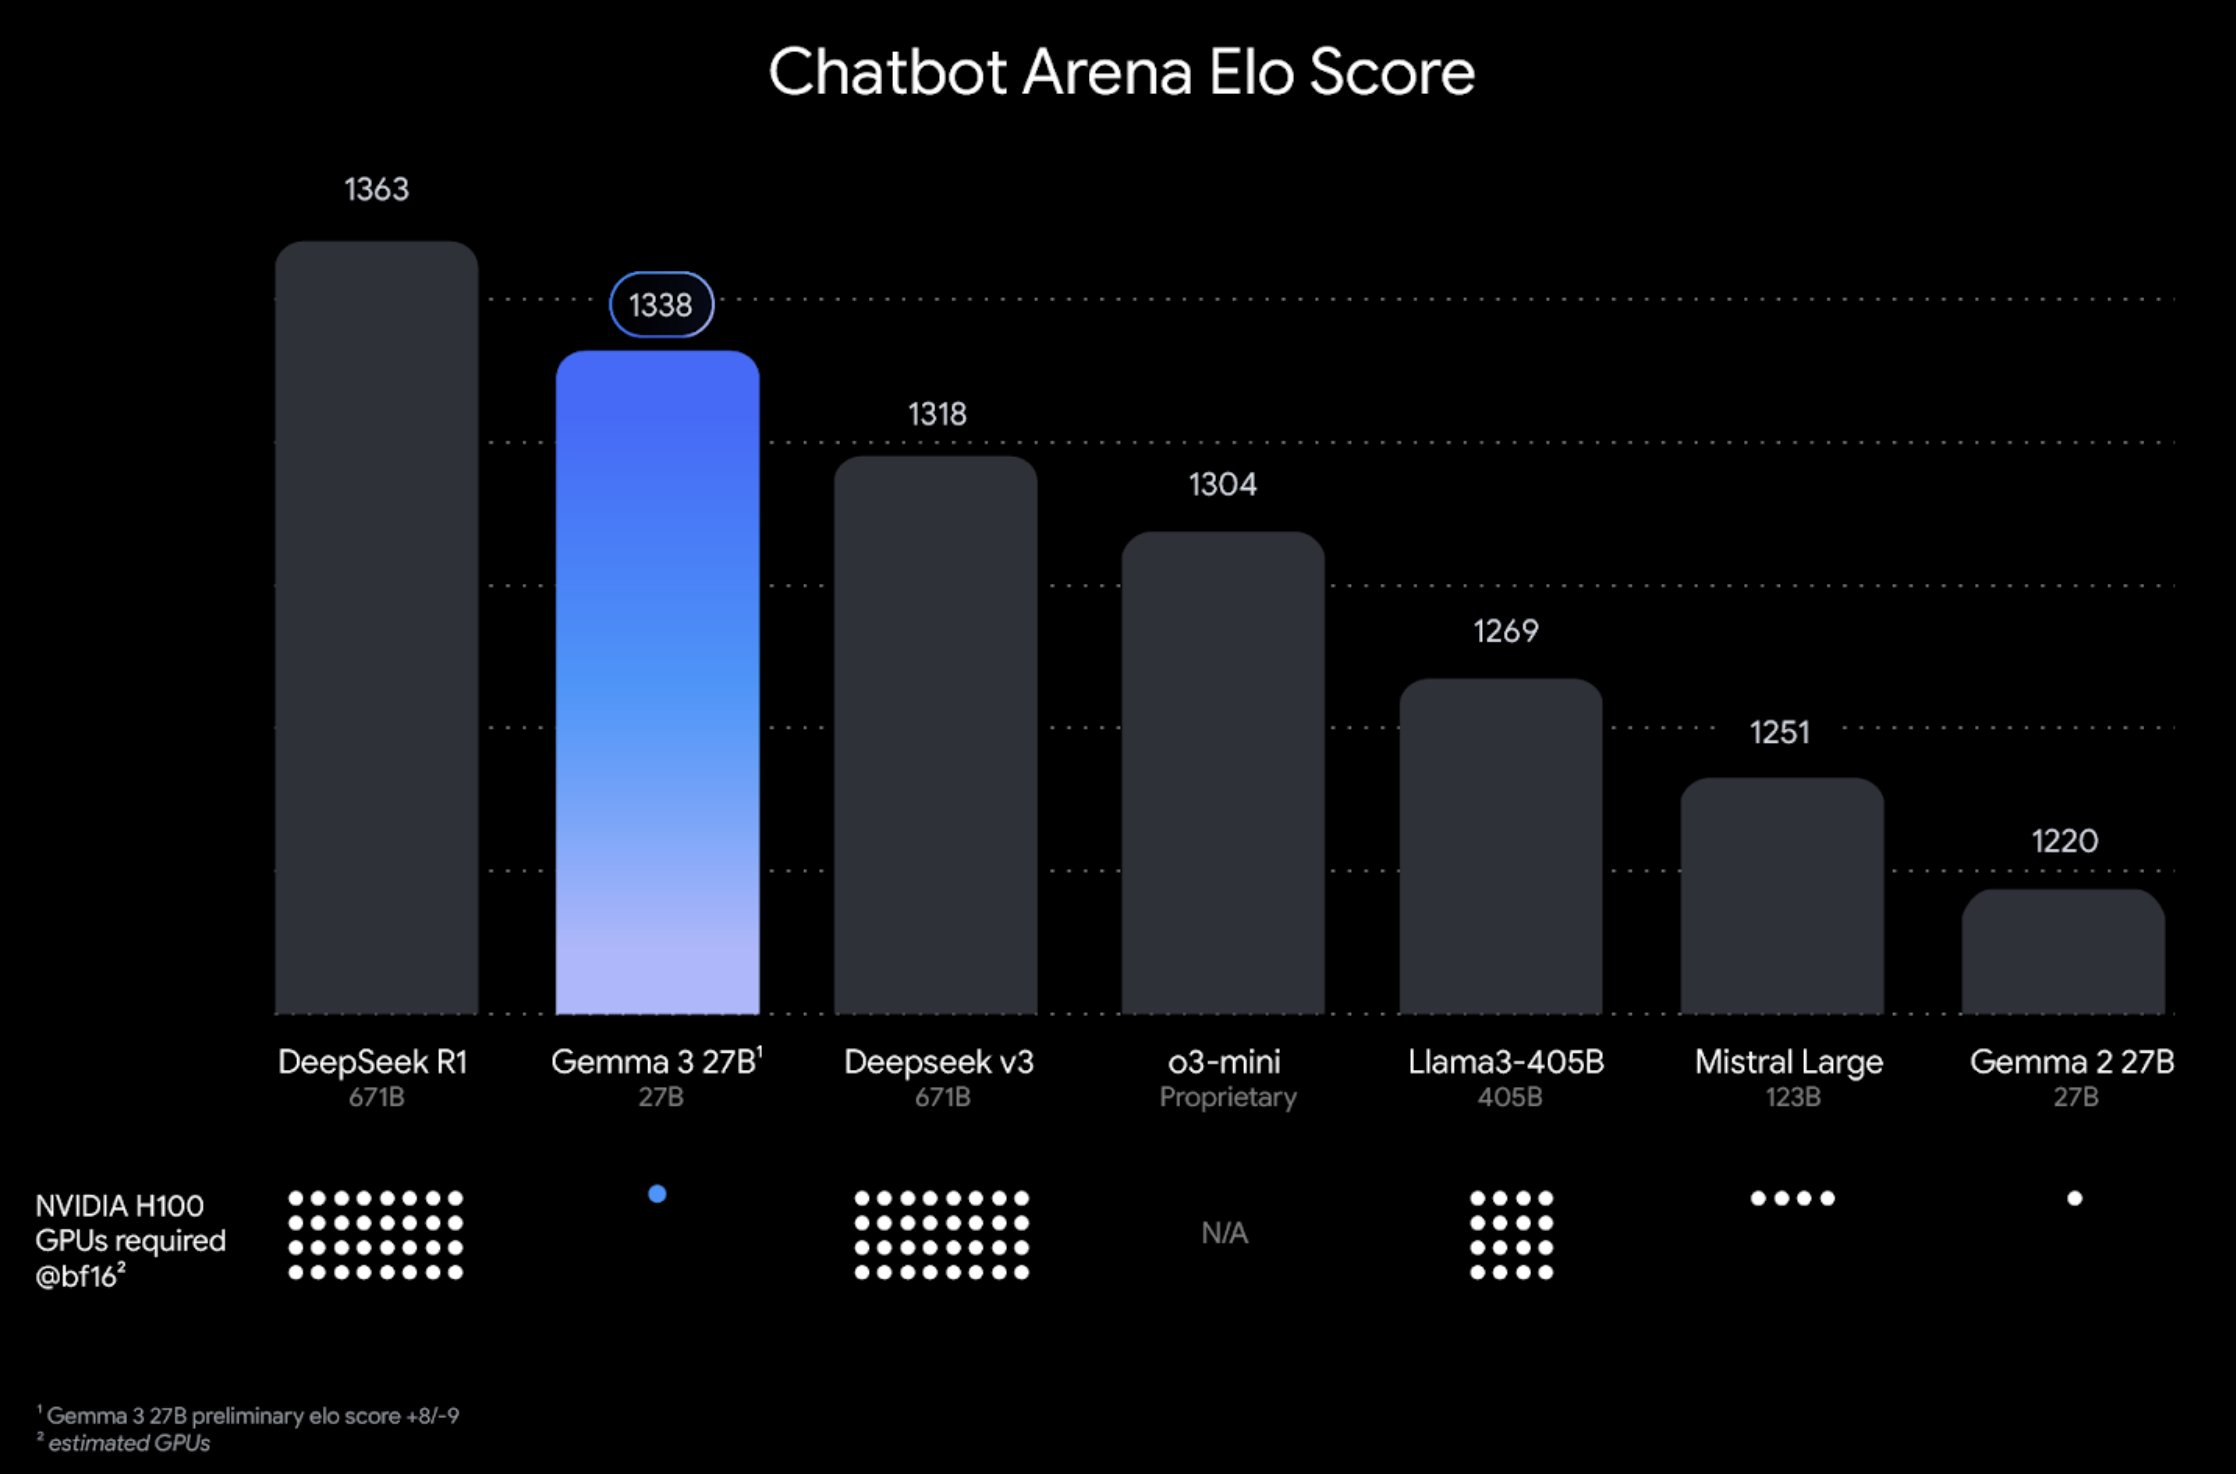 Chatbot Arena Elo Score
1363
1338
1318
1304
1269
1251
1220
DeepSeek R1
671B
Gemma 3 27B¹
27B
Deepseek v3
671B
o3-mini
Proprietary
Llama3-405B
405B
Mistral Large
123B
Gemma 2 27B
27B
NVIDIA H100
GPUs required
@bf16²
N/A
¹ Gemma 3 27B preliminary elo score +8/-9
² estimated GPUs